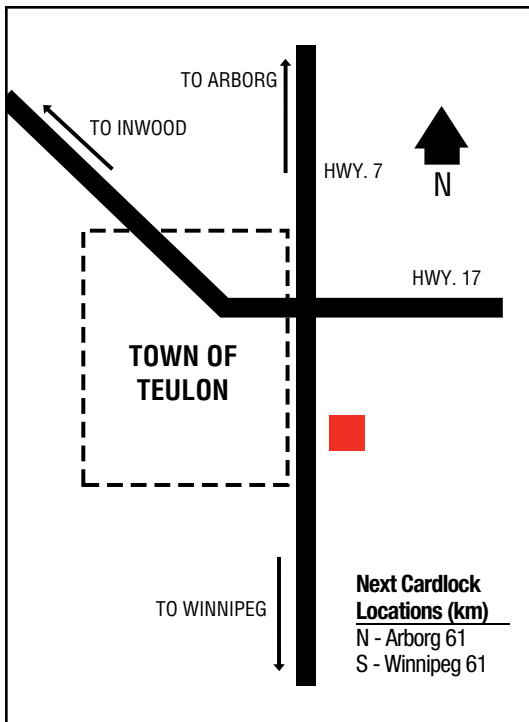 TO ARBORG
TO INWOOD
HWY. 7
N
HWY. 17
TOWN OF
TEULON
TO WINNIPEG
Next Cardlock
Locations (km)
N - Arborg 61
S - Winnipeg 61